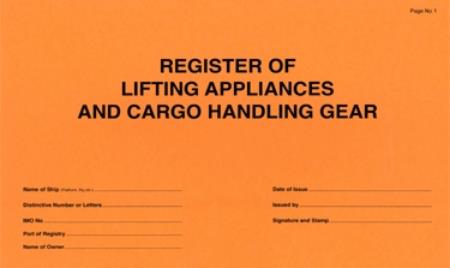 Page No 1
REGISTER OF
LIFTING APPLIANCES
AND CARGO HANDLING GEAR
Name of Ship
Date of Issue
Distinctive Number or Letters
Issued by
IMO No
Signature and Stamp
Port of Registry
Name of Owner